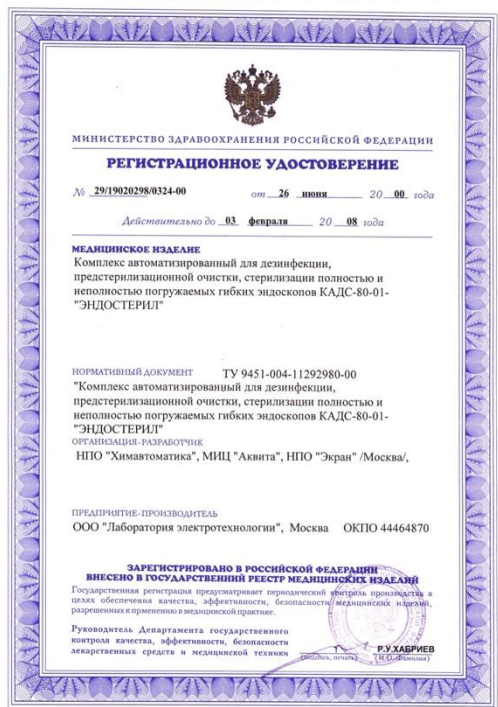 МИНИСТЕРСТВО ЗДРАВООХРАНЕНИЯ РОССИЙСКОЙ ФЕДЕРАЦИИ
РЕГИСТРАЦИОННОЕ УДОСТОВЕРЕНИЕ
№ 29/19020298/0324-00 от 26 июня 20 00 года
Действительно до 03 февраля 20 08 года
МЕДИЦИНСКОЕ ИЗДЕЛИЕ
Комплекс автоматизированный для дезинфекции,
предстерилизационной очистки, стерилизации полностью и
неполностью погружаемых гибких эндоскопов КАДС-80-01-
"ЭНДОСТЕРИЛ"
НОРМАТИВНЫЙ ДОКУМЕНТ ТУ 9451-004-11292980-00
"Комплекс автоматизированный для дезинфекции,
предстерилизационной очистки, стерилизации полностью и
неполностью погружаемых гибких эндоскопов КАДС-80-01-
"ЭНДОСТЕРИЛ"
ОРГАНИЗАЦИЯ-РАЗРАБОТЧИК
НПО "Химавтоматика", МИЦ "Аквита", НПО "Экран" /Москва/,
ПРЕДПРИЯТИЕ-ПРОИЗВОДИТЕЛЬ
ООО "Лаборатория электротехнологии", Москва ОКПО 44464870
ЗАРЕГИСТРИРОВАНО В РОССИЙСКОЙ ФЕДЕРАЦИИ
ВНЕСЕНО В ГОСУДАРСТВЕННИЙ РЕЕСТР МЕДИЦИНСКИХ ИЗДЕЛИЙ
Государственная регистрация предусматривает периодический контроль производства в
целях обеспечения качества, эффективности, безопасности медицинских изделий,
разрешенных к применению в медицинской практике.
Руководитель Департамента государственного
контроля качества, эффективности, безопасности
лекарственных средств и медицинской техники
Р.У.ХАБРИЕВ
(подпись, печать) (И.О.Фамилия)